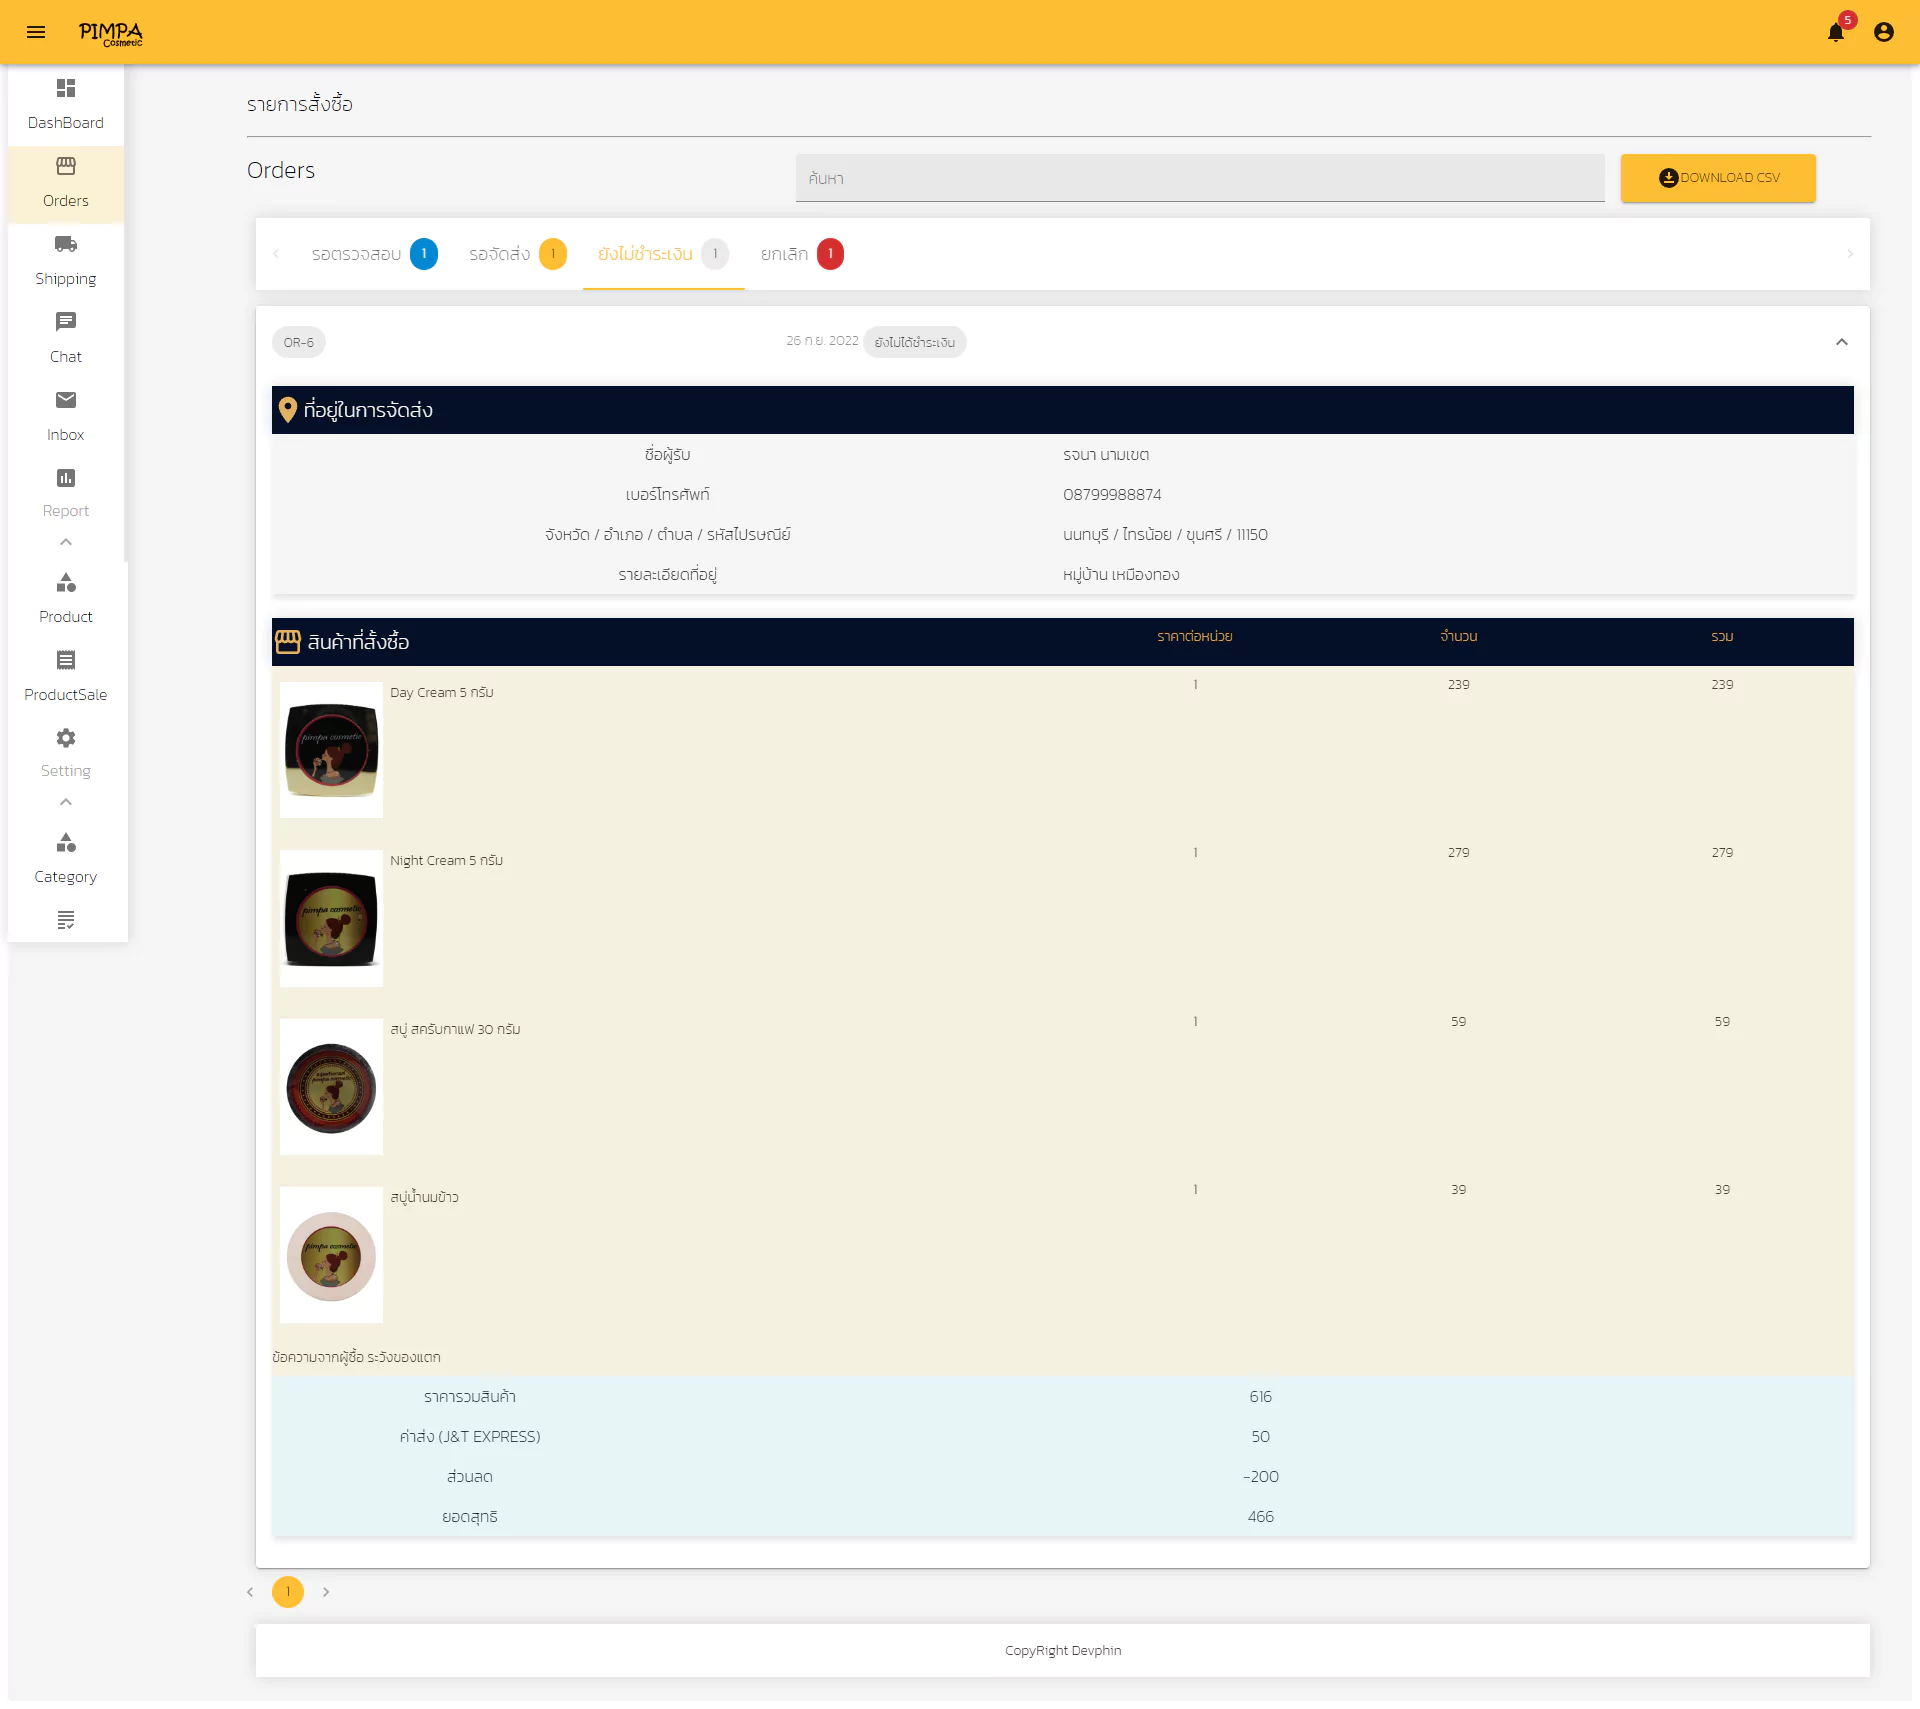 PIMPA
Cosmetic
5
DashBoard
Orders
Shipping
Chat
Inbox
Report
Product
ProductSale
Setting
Category
รายการสั้งซื้อ
Orders
ค้นหา
DOWNLOAD CSV
รอตรวจสอบ 1 รอจัดส่ง 1 ยังไม่ชำระเงิน 1 ยกเลิก 1
OR-6 26 ก.ย. 2022 ยังไม่ได้ชำระเงิน
ที่อยู่ในการจัดส่ง
ชื่อผู้รับ รจนา นามเขต
เบอร์โทรศัพท์ 08799988874
จังหวัด / อำเภอ / ตำบล / รหัสไปรษณีย์ นนทบุรี / ไทรน้อย / ขุนศรี / 11150
รายละเอียดที่อยู่ หมู่บ้าน เหมืองทอง
สินค้าที่สั้งซื้อ ราคาต่อหน่วย จำนวน รวม
Day Cream 5 กรัม 1 239 239
pimpa cosmetic
Night Cream 5 กรัม 1 279 279
pimpa cosmetic
สบู่ สครับกาแฟ 30 กรัม 1 59 59
pimpa cosmetic
สบู่น้ำนมข้าว 1 39 39
pimpa cosmetic
ข้อความจากผู้ซื้อ ระวังของแตก
ราคารวมสินค้า 616
ค่าส่ง (J&T EXPRESS) 50
ส่วนลด -200
ยอดสุทธิ 466
1
CopyRight Devphin